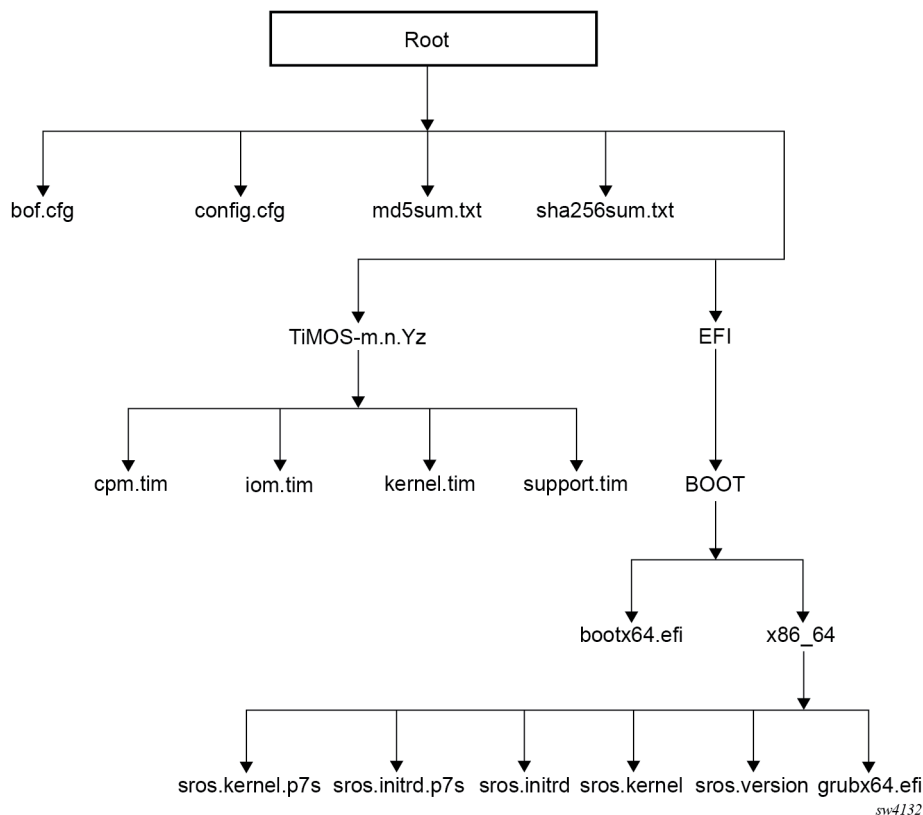 Root
bof.cfg
config.cfg
md5sum.txt
sha256sum.txt
TiMOS-m.n.Yz
EFI
cpm.tim
iom.tim
kernel.tim
support.tim
BOOT
bootx64.efi
x86_64
sros.kernel.p7s
sros.initrd.p7s
sros.initrd
sros.kernel
sros.version
grubx64.efi
sw4132